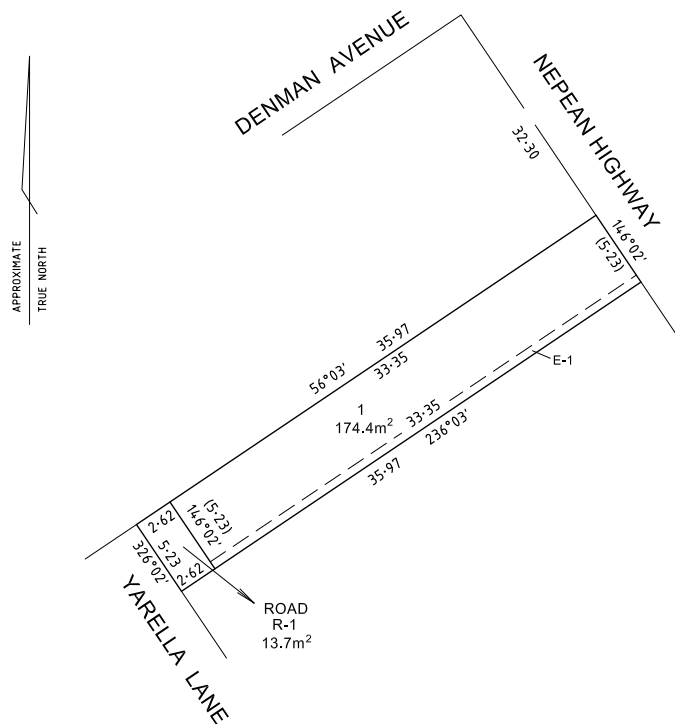 DENMAN AVENUE
NEPEAN HIGHWAY
32·30
146°02'
(5·23)
APPROXIMATE
TRUE NORTH
35·97
56°03'
33·35
E-1
1
174.4m²
33·35
236°03'
35·97
(5·23)
146°02'
2·62
5·23
326°02'
2·62
ROAD
R-1
13.7m²
YARELLA LANE